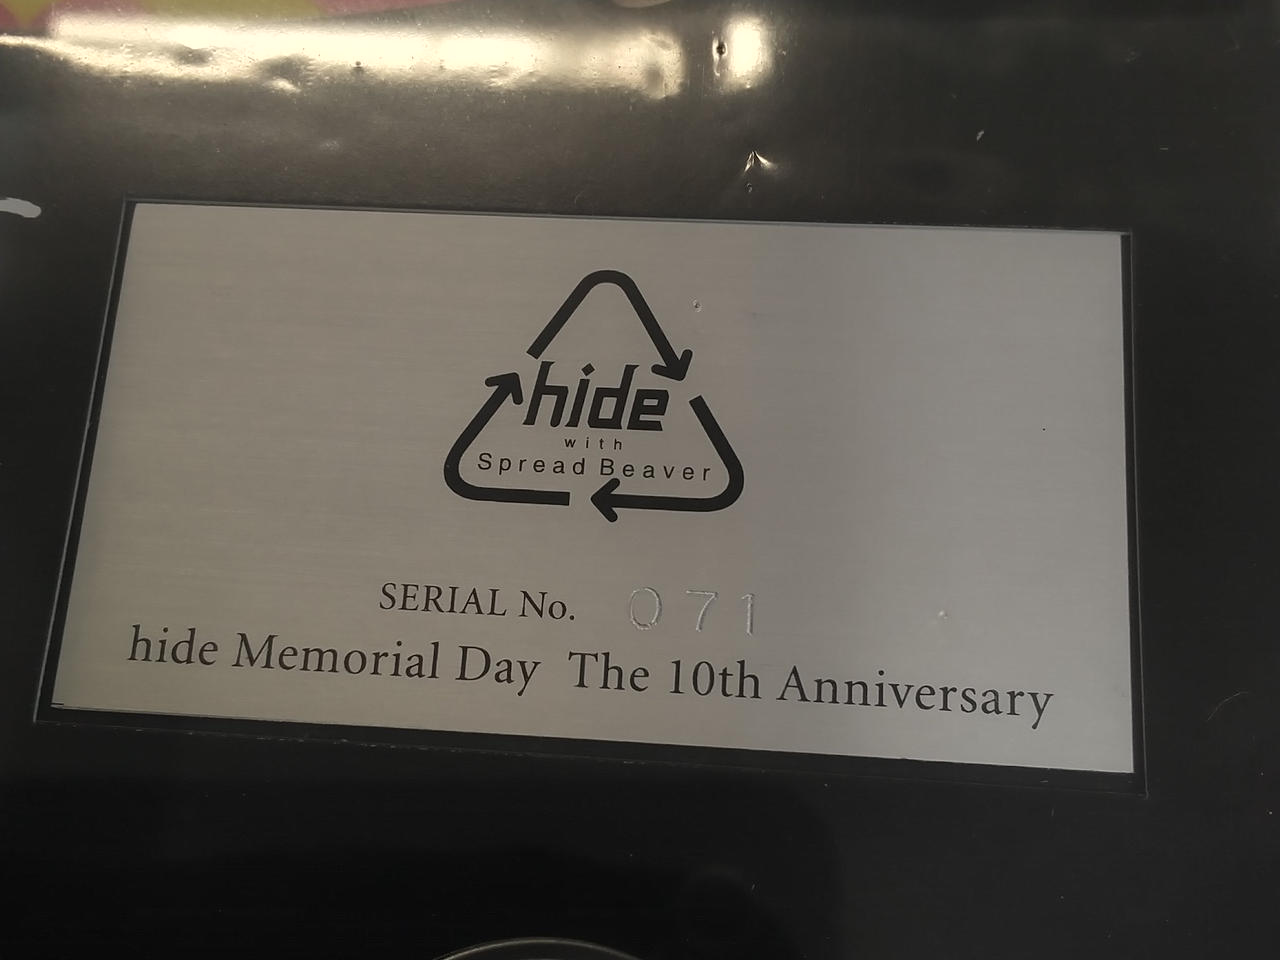 hide
with
Spread Beaver
SERIAL No. 071
hide Memorial Day The 10th Anniversary